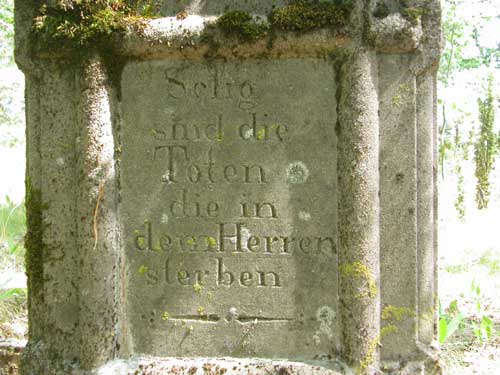 Selig
sind die
Toten
die in
dem Herren
sterben